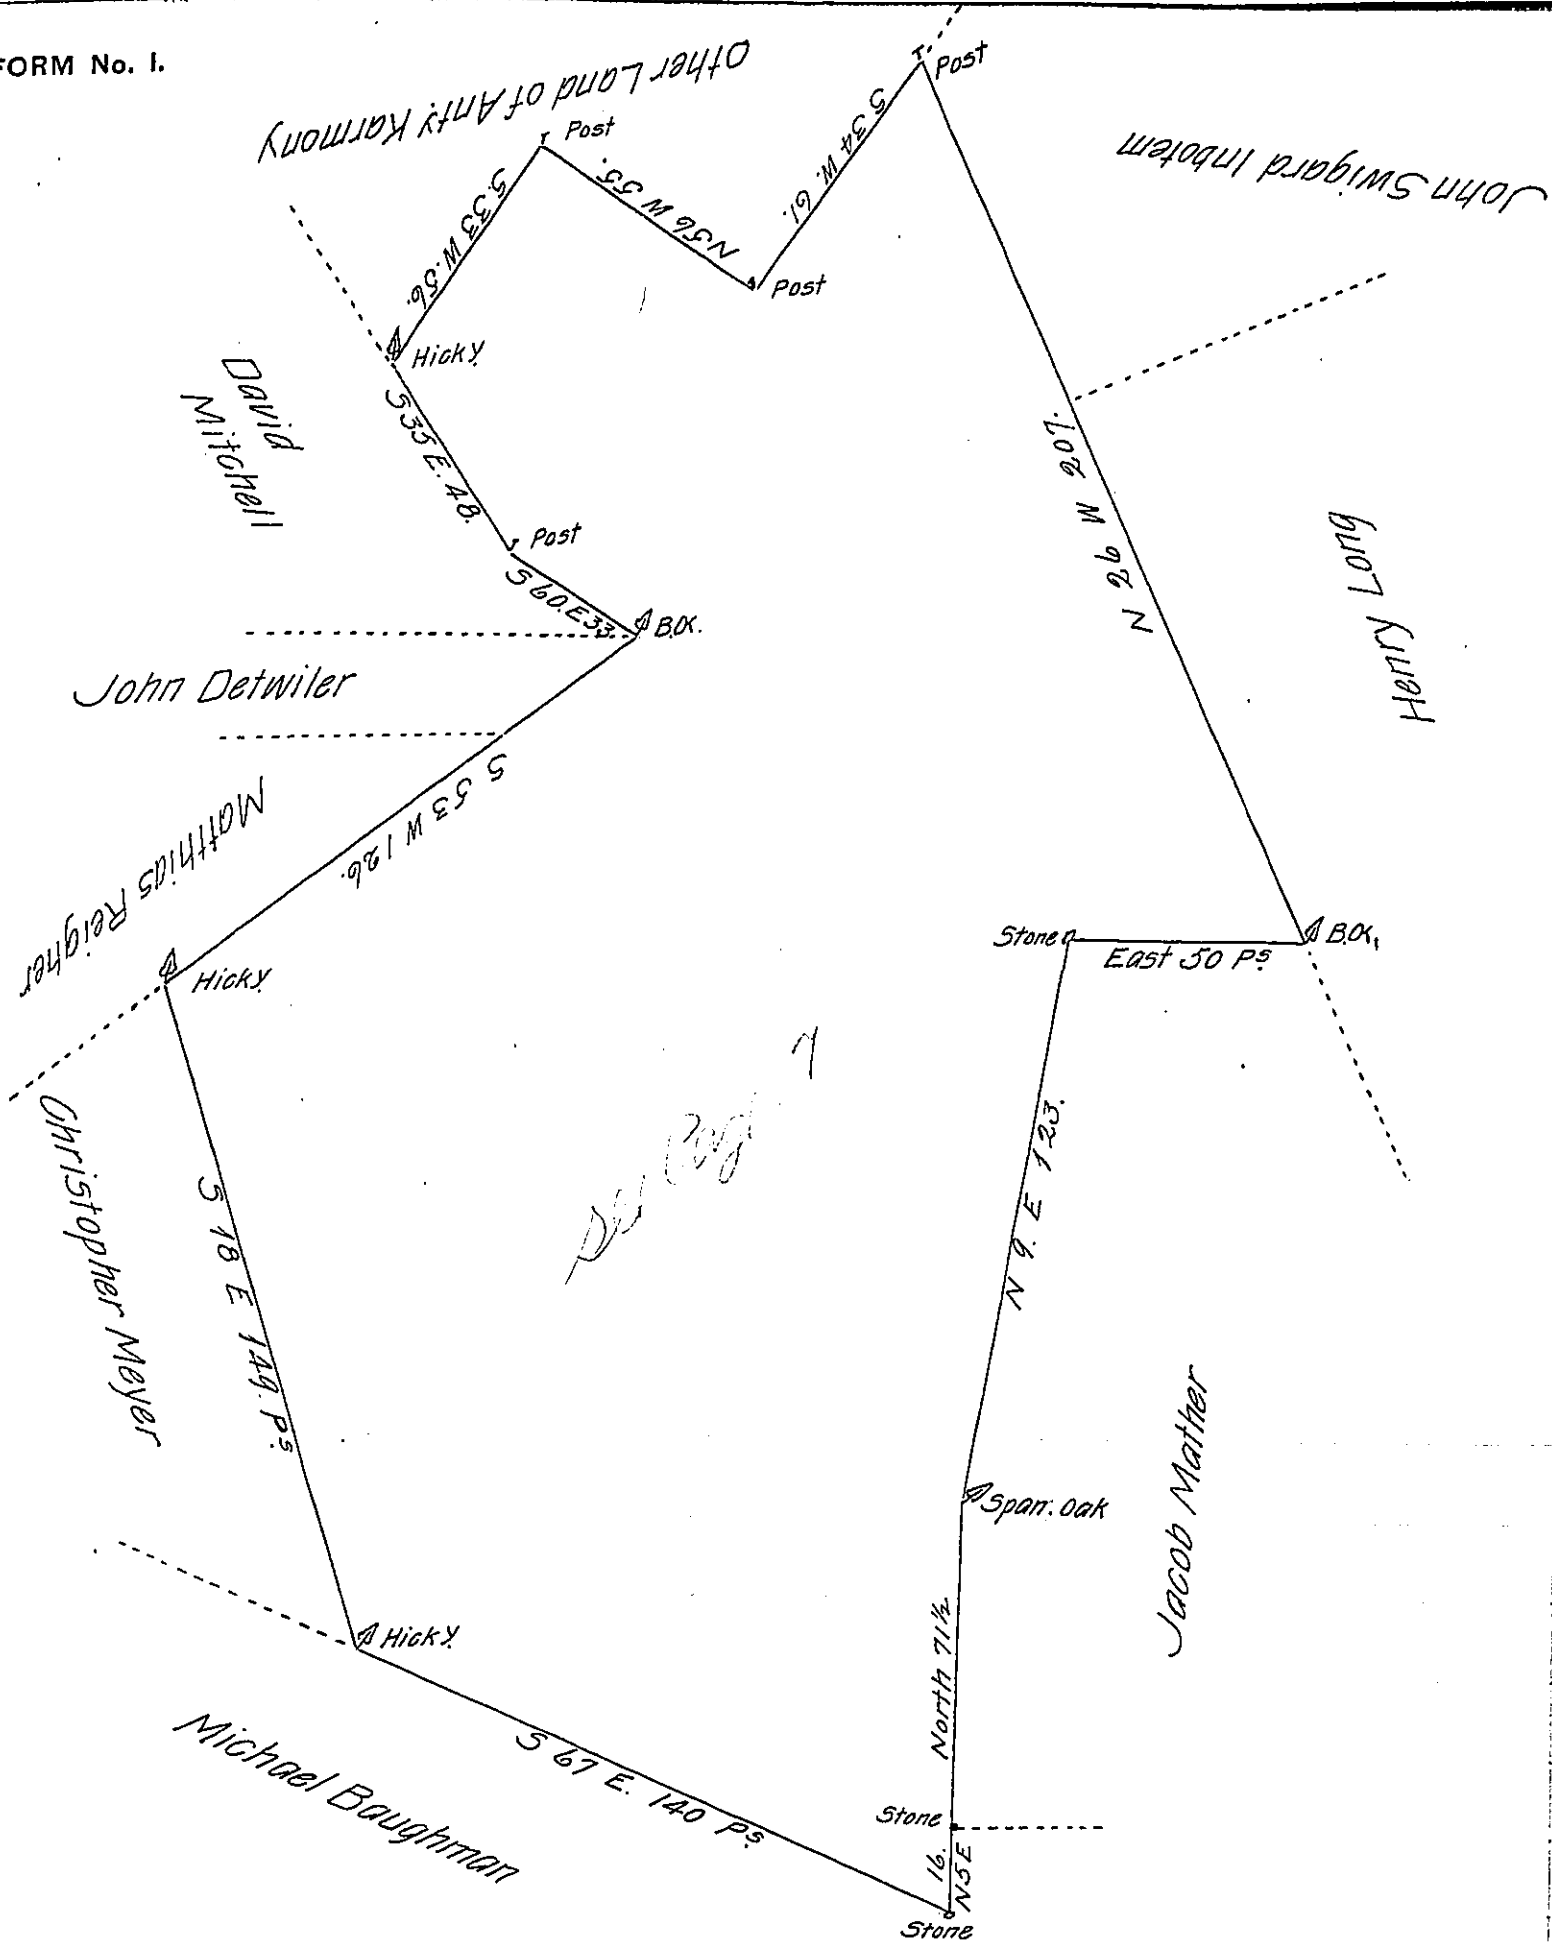 FORM No. 1.
Other Land of Anty. Karmony
Post
Post
S 34 W. 61.
John Swigard Inbotem
S. 33 W. 56.
N 56 W 55.
Post
Hicky.
David
Mitchell
S 35 E. 48.
N 26 W 207.
Henry Long
Post
S 60. E 33.
B.O.
John Detwiler
S 53 W 126.
Matthias Reigher
Hicky.
Stone
East 50 Ps
B.O.
Christopher Meyer
S 18 E 149. Ps
N 9. E 123.
Jacob Mather
Span: Oak
North 71½
Hicky.
Michael Baughman
S 67 E. 140 Ps
Stone
16.
N 5 E
Stone